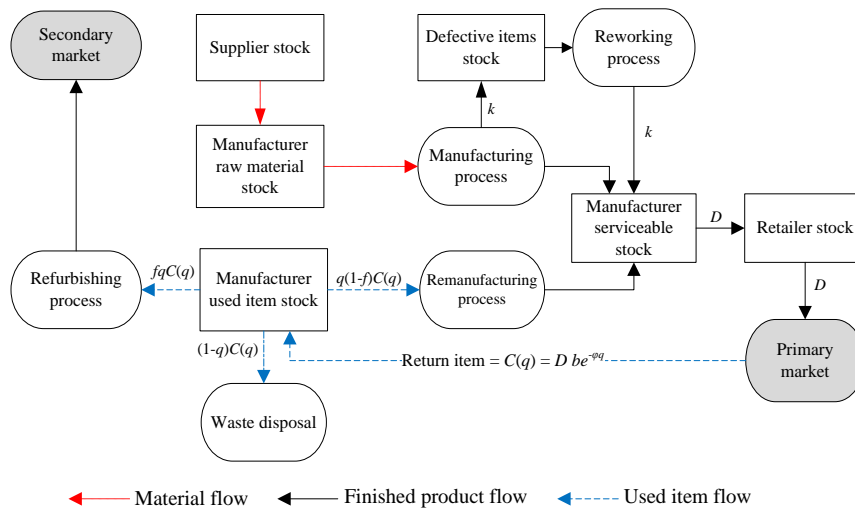 Secondary
market
Supplier stock
Defective items
stock
Reworking
process
k
k
Manufacturer
raw material
stock
Manufacturing
process
Manufacturer
serviceable
stock
D
Retailer stock
D
Refurbishing
process
fqC(q)
Manufacturer
used item stock
q(1-f)C(q)
Remanufacturing
process
(1-q)C(q)
Return item = C(q) = D be^-φq
Primary
market
Waste disposal
Material flow
Finished product flow
Used item flow